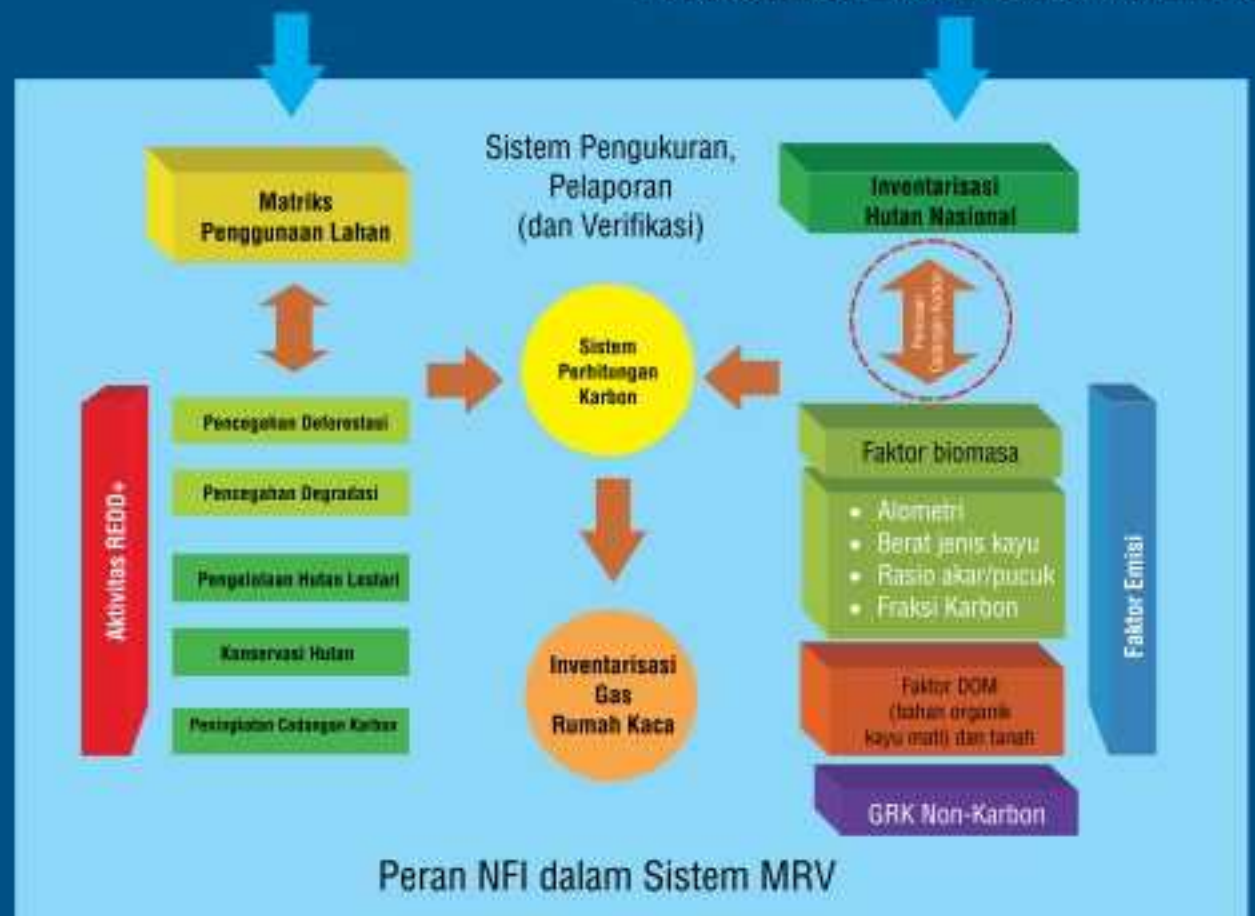 Sistem Pengukuran,
Pelaporan
(dan Verifikasi)
Matriks
Penggunaan Lahan
Inventarisasi
Hutan Nasional
Sistem
Perhitungan
Karbon
Aktivitas REDD+
Pencegahan Deforestasi
Pencegahan Degradasi
Pengelolaan Hutan Lestari
Konservasi Hutan
Peningkatan Cadangan Karbon
Inventarisasi
Gas
Rumah Kaca
Faktor biomasa
• Alometri
• Berat jenis kayu
• Rasio akar/pucuk
• Fraksi Karbon
Faktor DOM
(bahan organik
kayu mati) dan tanah
GRK Non-Karbon
Faktor Emisi
Peran NFI dalam Sistem MRV